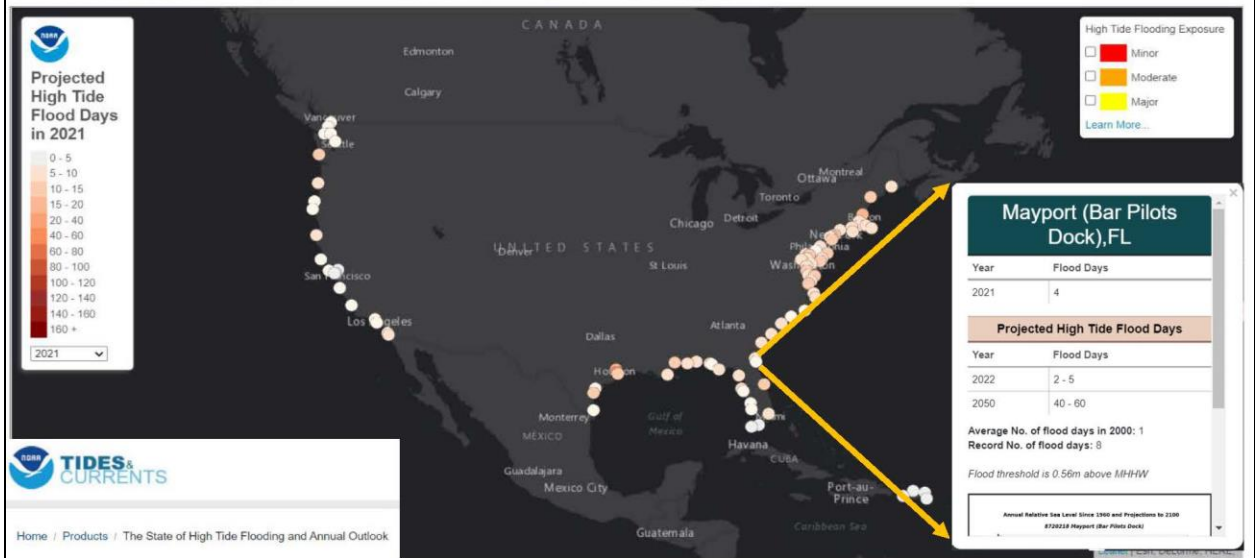 NOAA
Projected
High Tide
Flood Days
in 2021
0 - 5
5 - 10
10 - 15
15 - 20
20 - 40
40 - 60
60 - 80
80 - 100
100 - 120
120 - 140
140 - 160
160 +
2021
CANADA
Edmonton
Calgary
Vancouver
Seattle
Ottawa
Montreal
Toronto
Boston
Chicago
Detroit
New York
Philadelphia
UNITED STATES
Denver
St Louis
Washington
San Francisco
Los Angeles
Atlanta
Dallas
Houston
Monterrey
Gulf of
Mexico
Miami
MÉXICO
Havana
CUBA
Guadalajara
Mexico City
Port-au-
Prince
Guatemala
Caribbean Sea
High Tide Flooding Exposure
Minor
Moderate
Major
Learn More...
×
Mayport (Bar Pilots
Dock),FL
Year Flood Days
2021 4
Projected High Tide Flood Days
Year Flood Days
2022 2 - 5
2050 40 - 60
Average No. of flood days in 2000: 1
Record No. of flood days: 8
Flood threshold is 0.56m above MHHW
Annual Relative Sea Level Since 1960 and Projections to 2100
8720218 Mayport (Bar Pilots Dock)
NOAA
TIDES&
CURRENTS
Home / Products / The State of High Tide Flooding and Annual Outlook